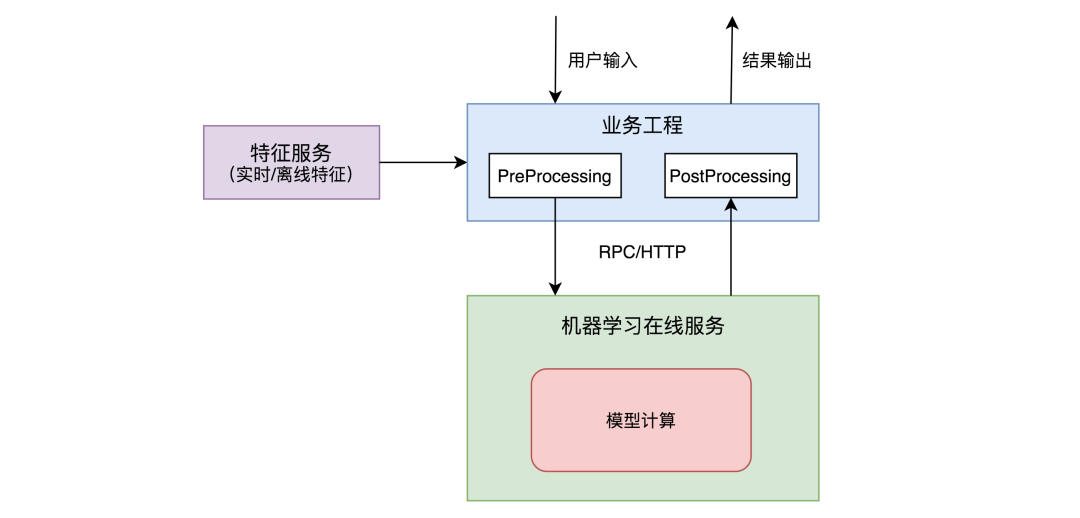 用户输入
结果输出
业务工程
特征服务
（实时/离线特征）
PreProcessing
PostProcessing
RPC/HTTP
机器学习在线服务
模型计算